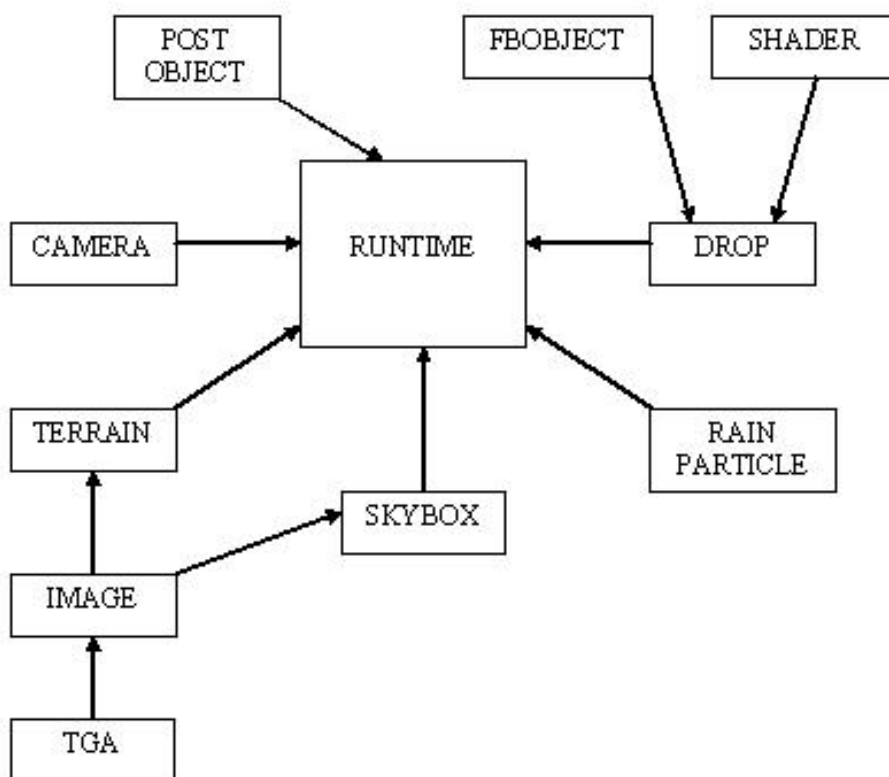 POST
OBJECT
FBOBJECT
SHADER
CAMERA
RUNTIME
DROP
TERRAIN
RAIN
PARTICLE
SKYBOX
IMAGE
TGA